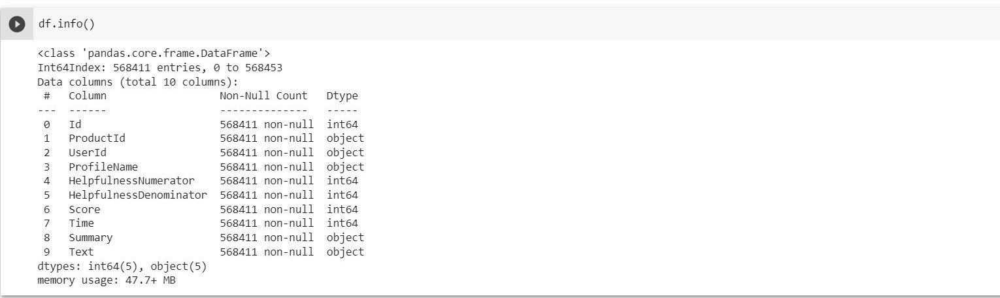 df.info()
<class 'pandas.core.frame.DataFrame'>
Int64Index: 568411 entries, 0 to 568453
Data columns (total 10 columns):
 #   Column                  Non-Null Count   Dtype
---  ------                  --------------   -----
 0   Id                      568411 non-null  int64
 1   ProductId               568411 non-null  object
 2   UserId                  568411 non-null  object
 3   ProfileName             568411 non-null  object
 4   HelpfulnessNumerator    568411 non-null  int64
 5   HelpfulnessDenominator  568411 non-null  int64
 6   Score                   568411 non-null  int64
 7   Time                    568411 non-null  int64
 8   Summary                 568411 non-null  object
 9   Text                    568411 non-null  object
dtypes: int64(5), object(5)
memory usage: 47.7+ MB